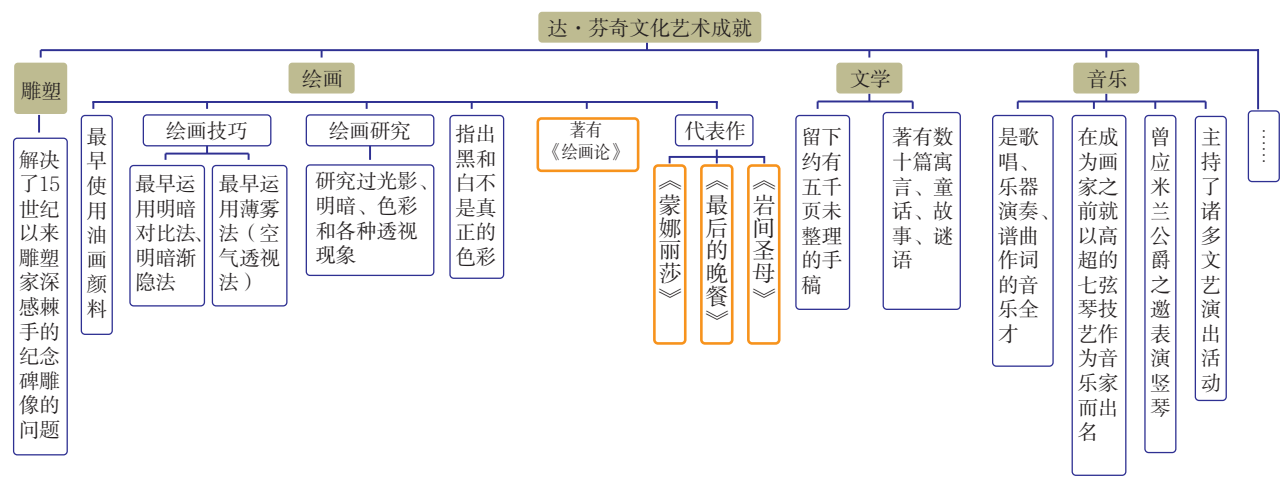 达·芬奇文化艺术成就
雕塑
绘画
文学
音乐
解决
了15
世纪
以来
雕塑
家深
感棘
手的
纪念
碑雕
像的
问题
最早使用油画颜料
绘画技巧
最早运
用明暗
对比法、
明暗渐
隐法
最早运
用薄雾
法（空
气透视
法）
绘画研究
研究过光影、
明暗、色彩
和各种透视
现象
指出
黑和
白不
是真
正的
色彩
著有
《绘画论》
代表作
《蒙娜丽莎》
《最后的晚餐》
《岩间圣母》
留下
约有
五千
页未
整理
的手
稿
著有数
十篇寓
言、童
话、故
事、谜
语
是歌
唱、
乐器
演奏、
谱曲
作词
的音
乐全
才
在成
为画
家之
前就
以高
超的
七弦
琴技
艺作
为音
乐家
而出
名
曾应米兰公爵之邀表演竖琴
主持了诸多文艺演出活动
……